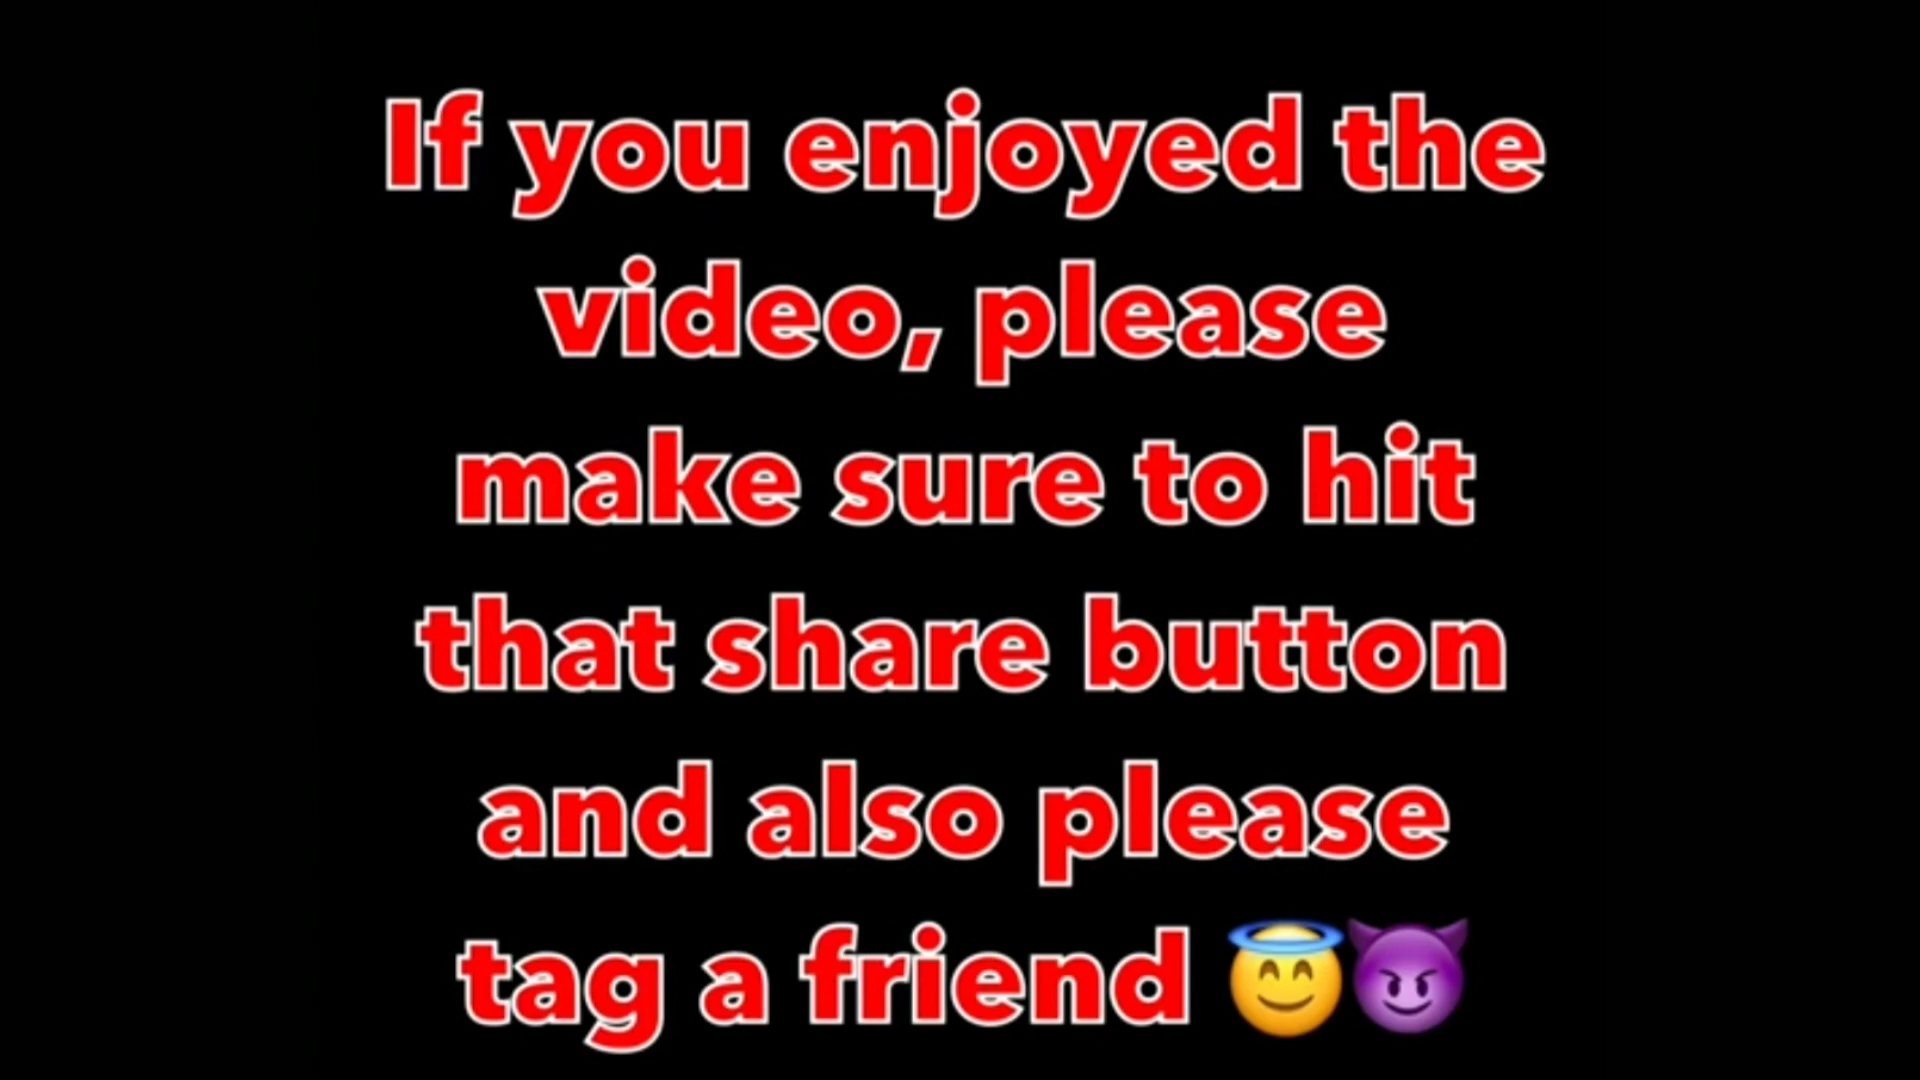 If you enjoyed the
video, please
make sure to hit
that share button
and also please
tag a friend 😇😈